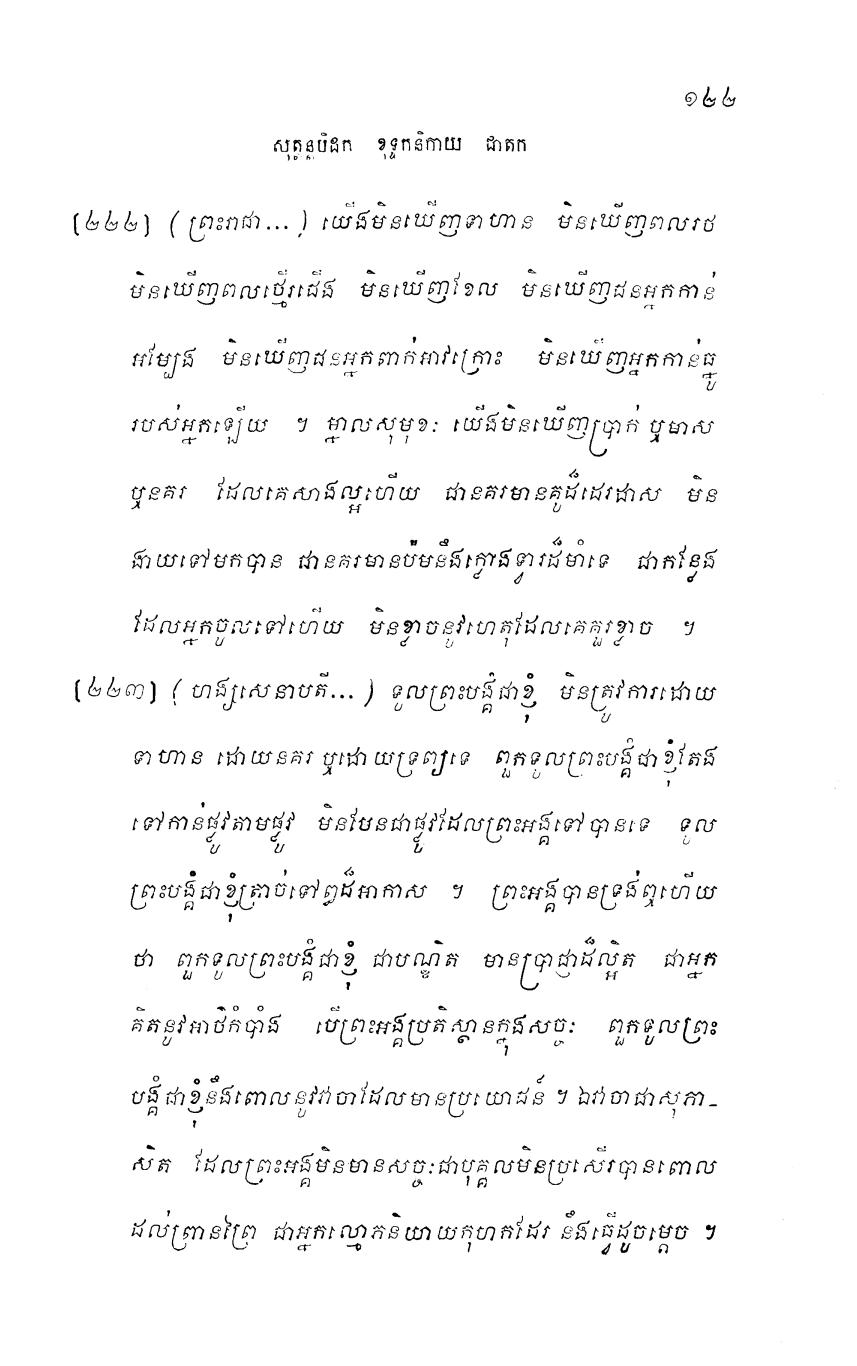 ១២២
សុត្តន្តបិដក ខុទ្ទកនិកាយ ជាតក
[២២២] (ព្រះរាជា...) យើងមិនឃើញទាហាន មិនឃើញពលរថ
មិនឃើញពលថ្មើរជើង មិនឃើញខែល មិនឃើញជនអ្នកកាន់
អម្បែង មិនឃើញជនអ្នកពាក់អាវក្រោះ មិនឃើញអ្នកកាន់ធ្នូ
របស់អ្នកឡើយ ។ ម្នាលសុមុខៈ យើងមិនឃើញប្រាក់ ឬមាស
ឬនគរ ដែលគេសាងល្អហើយ ជានគរមានគូដ៏ដេរដាស មិន
ងាយទៅមកបាន ជានគរមានប៉មនឹងក្លោងទ្វារដ៏មាំទេ ជាកន្លែង
ដែលអ្នកចូលទៅហើយ មិនខ្លាចនូវហេតុដែលគេគួរខ្លាច ។
[២២៣] (ហង្សសេនាបតី...) ទូលព្រះបង្គំជាខ្ញុំ មិនត្រូវការដោយ
ទាហាន ដោយនគរ ឬដោយទ្រព្យទេ ពួកទូលព្រះបង្គំជាខ្ញុំតែង
ទៅកាន់ផ្លូវតាមផ្លូវ មិនមែនជាផ្លូវដែលព្រះអង្គទៅបានទេ ទូល
ព្រះបង្គំជាខ្ញុំត្រាច់ទៅឰដ៏អាកាស ។ ព្រះអង្គបានទ្រង់ឮហើយ
ថា ពួកទូលព្រះបង្គំជាខ្ញុំ ជាបណ្ឌិត មានប្រាជ្ញាដ៏ល្អិត ជាអ្នក
គិតនូវអាថ៌កំបាំង បើព្រះអង្គប្រតិស្ឋានក្នុងសច្ចៈ ពួកទូលព្រះ
បង្គំជាខ្ញុំនឹងពោលនូវវាចាដែលមានប្រយោជន៍ ។ ឯវាចាជាសុភា-
សិត ដែលព្រះអង្គមិនមានសច្ចៈជាបុគ្គលមិនប្រសើរបានពោល
ដល់ព្រានព្រៃ ជាអ្នកល្មោភនិយាយកុហកដែរ នឹងធ្វើដូចម្តេច ។